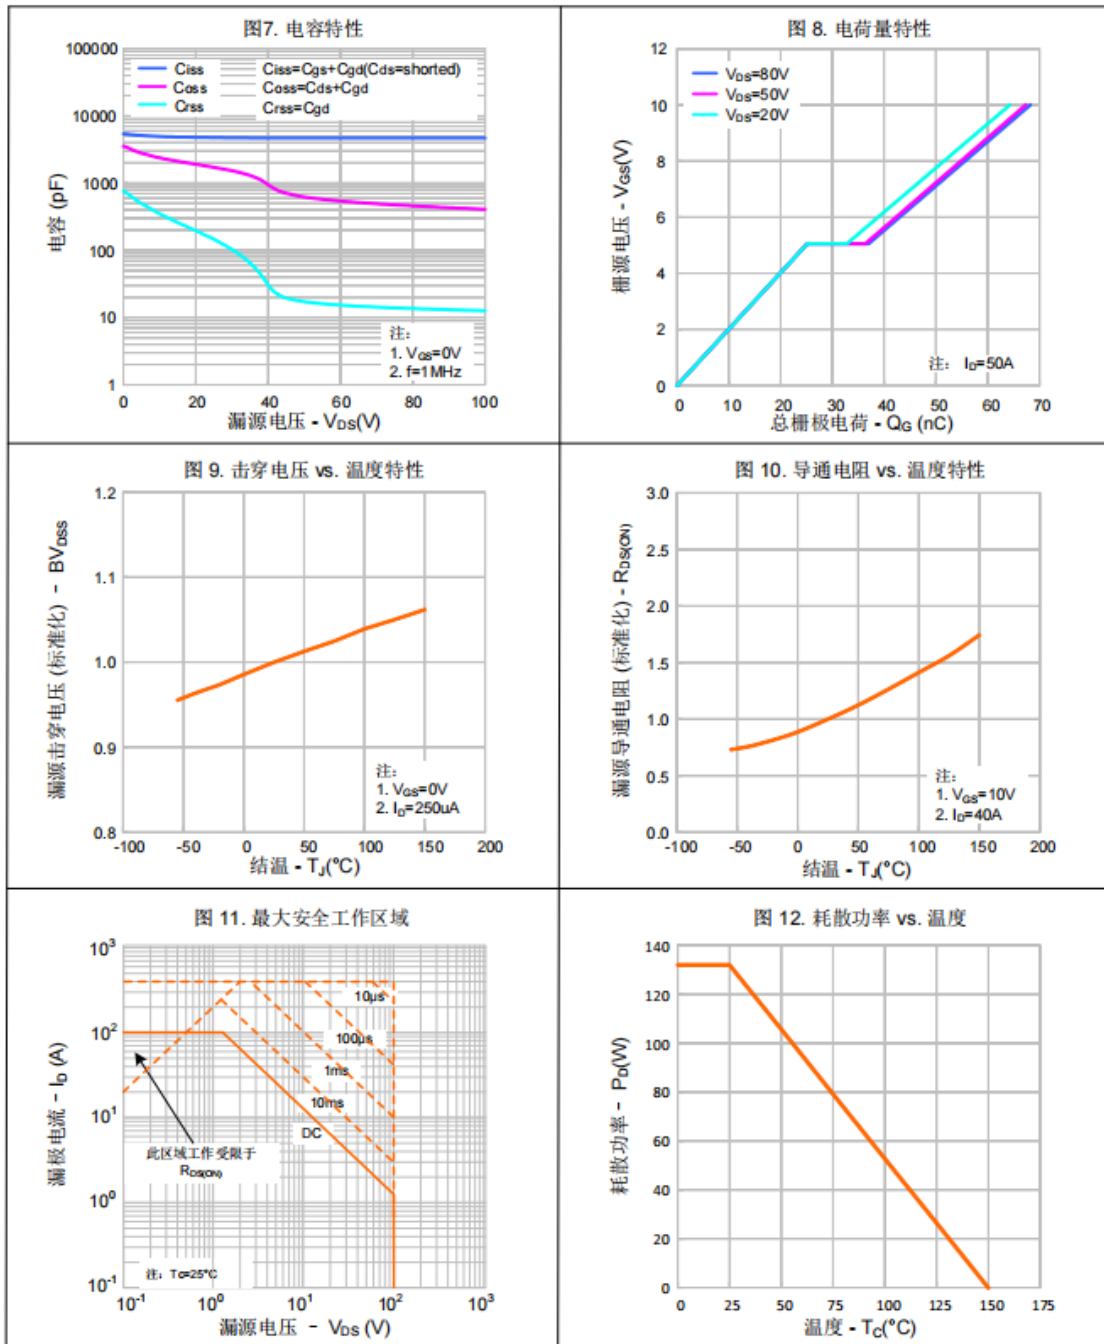 图7. 电容特性
100000
10000
1000
100
10
1
电容 (pF)
Ciss
Coss
Crss
Ciss=Cgs+Cgd(Cds=shorted)
Coss=Cds+Cgd
Crss=Cgd
注：
1. VGS=0V
2. f=1MHz
0 20 40 60 80 100
漏源电压 - VDS(V)
图 8. 电荷量特性
12
10
8
6
4
2
0
栅源电压 - VGS(V)
VDS=80V
VDS=50V
VDS=20V
注： ID=50A
0 10 20 30 40 50 60 70
总栅极电荷 - QG (nC)
图 9. 击穿电压 vs. 温度特性
1.2
1.1
1.0
0.9
0.8
漏源击穿电压 (标准化) - BVDSS
注：
1. VGS=0V
2. ID=250uA
-100 -50 0 50 100 150 200
结温 - TJ(°C)
图 10. 导通电阻 vs. 温度特性
3.0
2.5
2.0
1.5
1.0
0.5
0.0
漏源导通电阻 (标准化) - RDS(ON)
注：
1. VGS=10V
2. ID=40A
-100 -50 0 50 100 150 200
结温 - TJ(°C)
图 11. 最大安全工作区域
10³
10²
10¹
10⁰
10⁻¹
漏极电流 - ID (A)
10μs
100μs
1ms
10ms
DC
此区域工作受限于
RDS(ON)
注：TC=25°C
10⁻¹ 10⁰ 10¹ 10² 10³
漏源电压 - VDS (V)
图 12. 耗散功率 vs. 温度
140
120
100
80
60
40
20
0
耗散功率 - PD(W)
0 25 50 75 100 125 150 175
温度 - TC(°C)